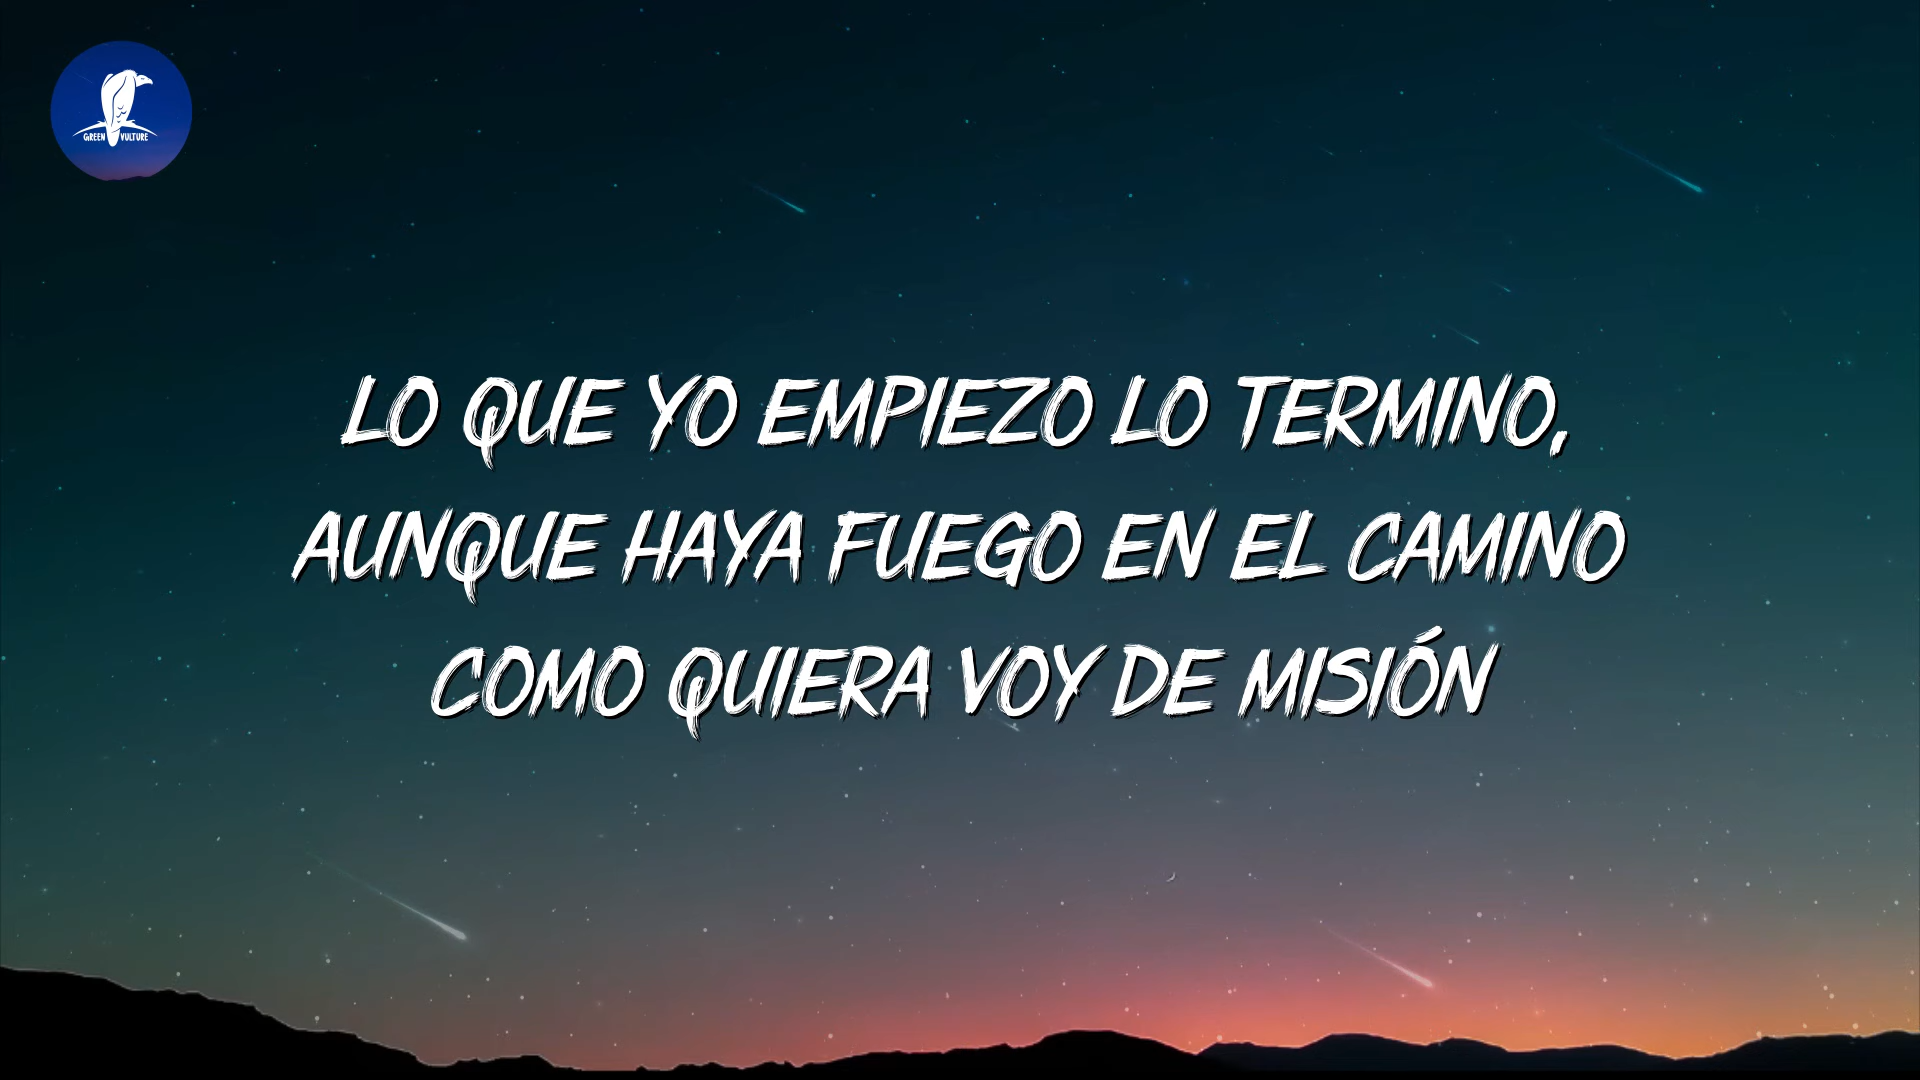 GREEN VULTURE
LO QUE YO EMPIEZO LO TERMINO,
AUNQUE HAYA FUEGO EN EL CAMINO
COMO QUIERA VOY DE MISIÓN